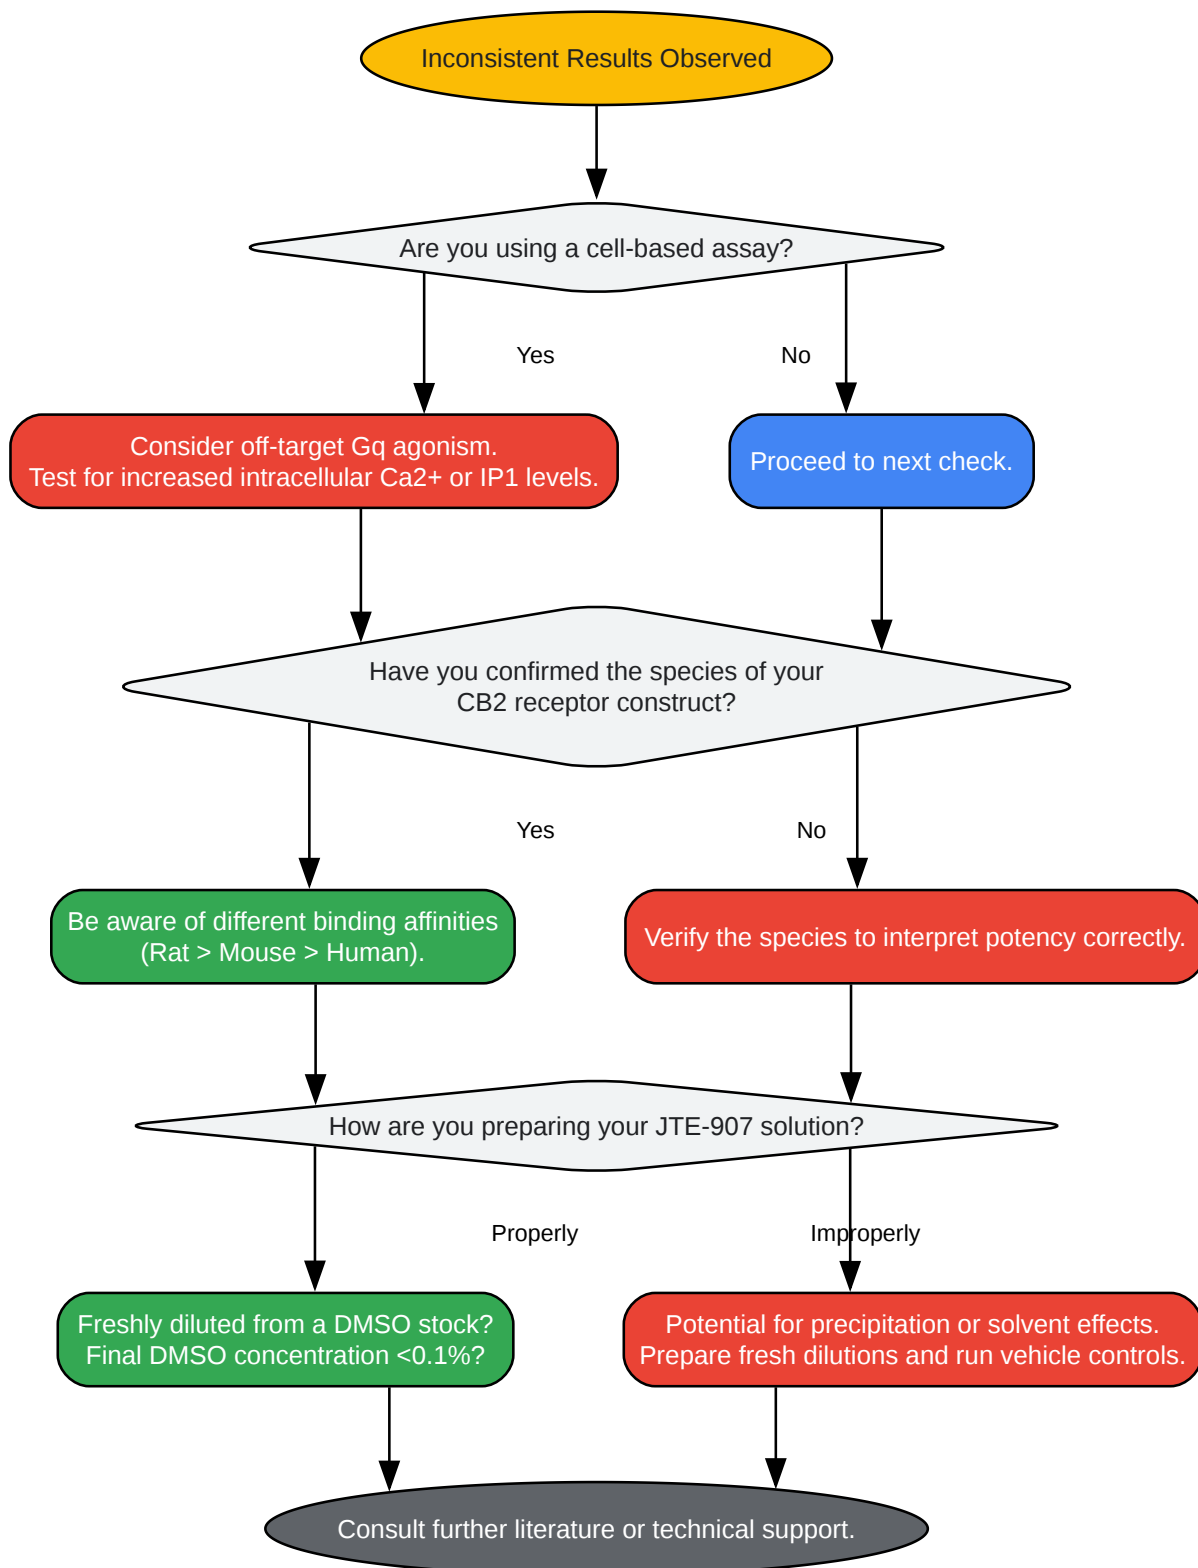 Inconsistent Results Observed
Are you using a cell-based assay?
Yes
No
Consider off-target Gq agonism.
Test for increased intracellular Ca2+ or IP1 levels.
Proceed to next check.
Have you confirmed the species of your
CB2 receptor construct?
Yes
No
Be aware of different binding affinities
(Rat > Mouse > Human).
Verify the species to interpret potency correctly.
How are you preparing your JTE-907 solution?
Properly
Improperly
Freshly diluted from a DMSO stock?
Final DMSO concentration <0.1%?
Potential for precipitation or solvent effects.
Prepare fresh dilutions and run vehicle controls.
Consult further literature or technical support.